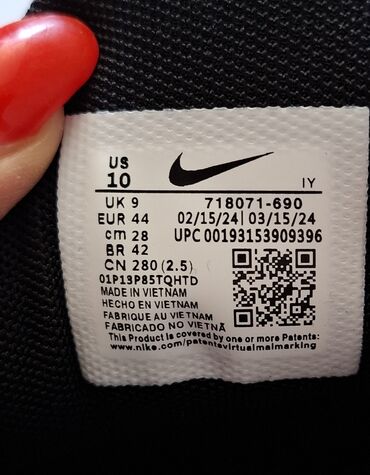 US
10
IY
UK 9 718071-690
EUR 44 02/15/24| 03/15/24
cm 28 UPC 00193153909396
BR 42
CN 280 (2.5)
01P13P85TQHTD
MADE IN VIETNAM
HECHO EN VIETNAM
FABRIQUE AU VIETNAM
FABRICADO NO VIETNÃ
This Product is covered by one or more Patents:
www.nike.com/patentsvirtualmalmarking